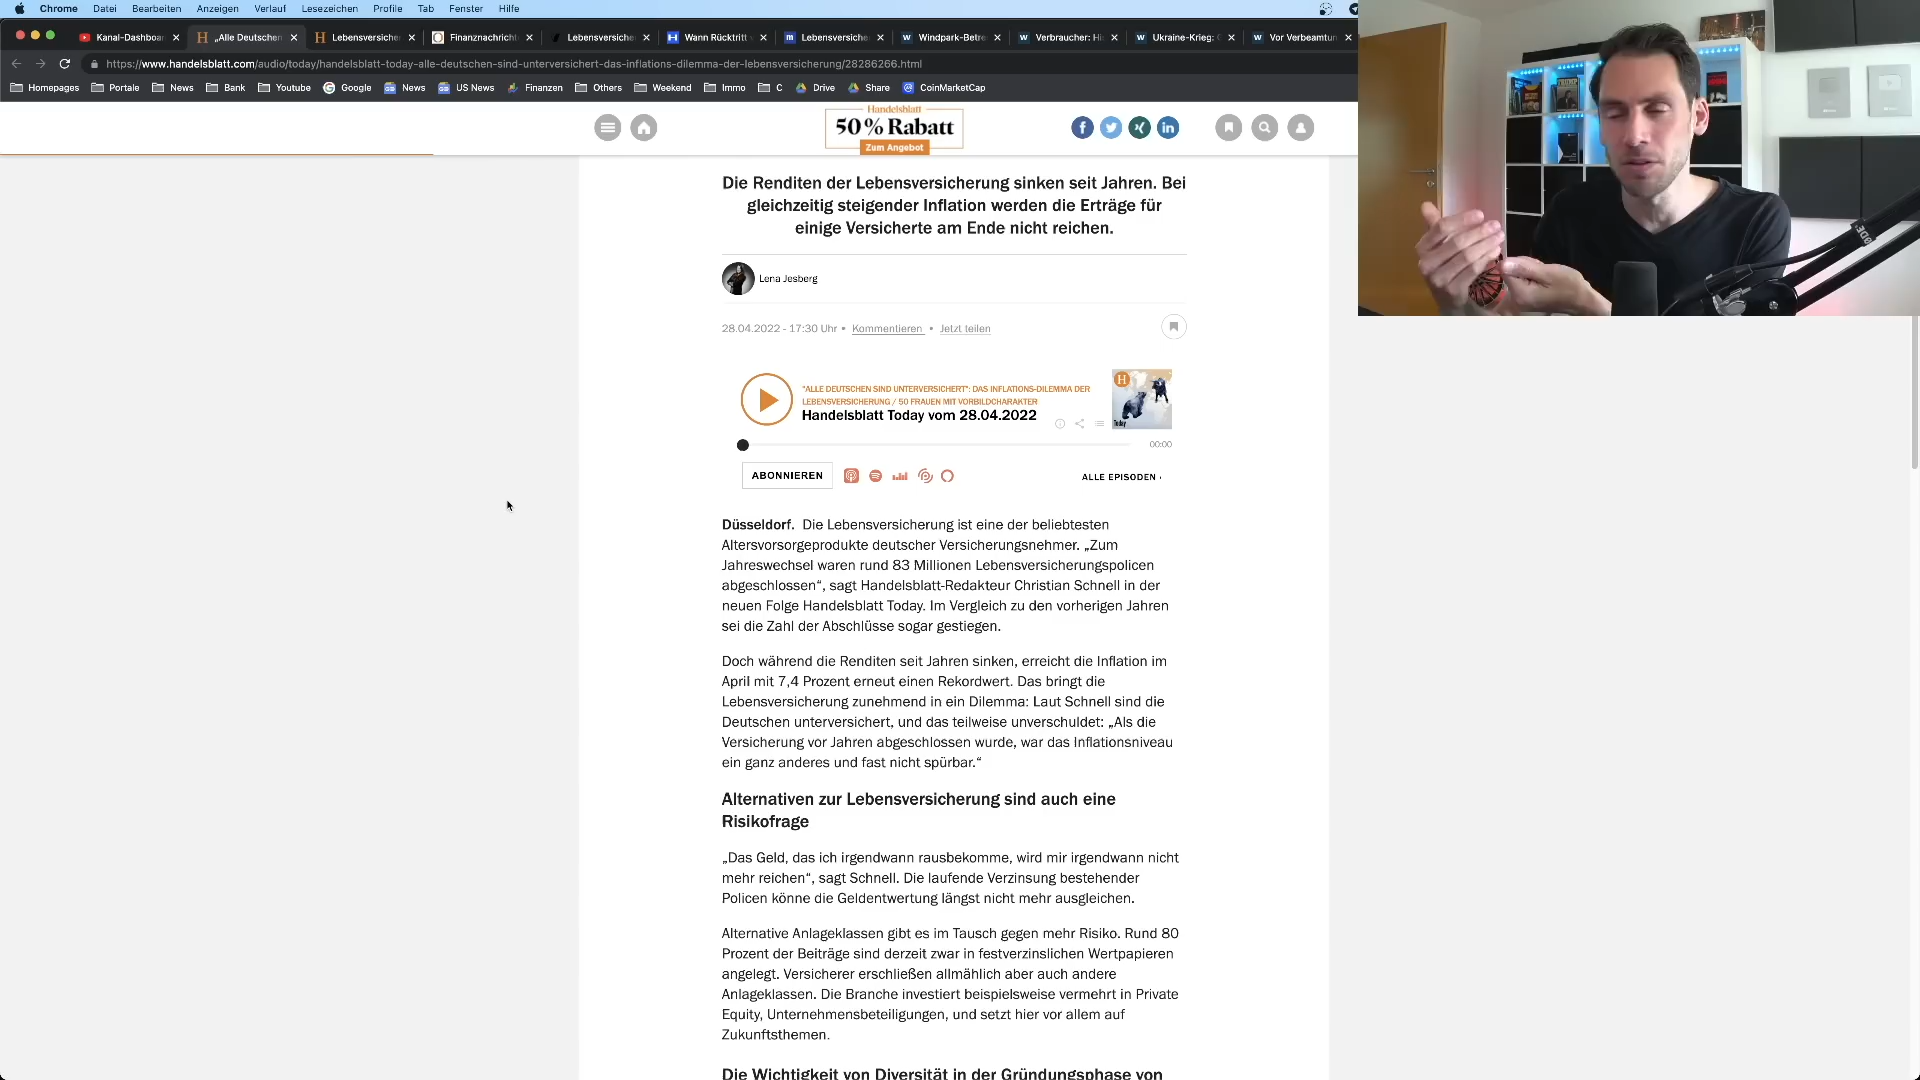 Chrome Datei Bearbeiten Anzeigen Verlauf Lesezeichen Profile Tab Fenster Hilfe
Kanal-Dashboa „Alle Deutschen Lebensversiche Finanznachricht Lebensversiche Wann Rücktritt Lebensversiche Windpark-Betre Verbraucher: Hi Ukraine-Krieg: Vor Verbeamtun
https://www.handelsblatt.com/audio/today/handelsblatt-today-alle-deutschen-sind-unterversichert-das-inflations-dilemma-der-lebensversicherung/28286266.html
Homepages Portale News Bank Youtube Google News US News Finanzen Others Weekend Immo C Drive Share CoinMarketCap
Handelsblatt
50 % Rabatt
Zum Angebot
Die Renditen der Lebensversicherung sinken seit Jahren. Bei
gleichzeitig steigender Inflation werden die Erträge für
einige Versicherte am Ende nicht reichen.
Lena Jesberg
28.04.2022 - 17:30 Uhr • Kommentieren • Jetzt teilen
"ALLE DEUTSCHEN SIND UNTERVERSICHERT": DAS INFLATIONS-DILEMMA DER
LEBENSVERSICHERUNG / 50 FRAUEN MIT VORBILDCHARAKTER
Handelsblatt Today vom 28.04.2022
H
Today
00:00
ABONNIEREN
ALLE EPISODEN ›
Düsseldorf. Die Lebensversicherung ist eine der beliebtesten
Altersvorsorgeprodukte deutscher Versicherungsnehmer. „Zum
Jahreswechsel waren rund 83 Millionen Lebensversicherungspolicen
abgeschlossen“, sagt Handelsblatt-Redakteur Christian Schnell in der
neuen Folge Handelsblatt Today. Im Vergleich zu den vorherigen Jahren
sei die Zahl der Abschlüsse sogar gestiegen.
Doch während die Renditen seit Jahren sinken, erreicht die Inflation im
April mit 7,4 Prozent erneut einen Rekordwert. Das bringt die
Lebensversicherung zunehmend in ein Dilemma: Laut Schnell sind die
Deutschen unterversichert, und das teilweise unverschuldet: „Als die
Versicherung vor Jahren abgeschlossen wurde, war das Inflationsniveau
ein ganz anderes und fast nicht spürbar.“
Alternativen zur Lebensversicherung sind auch eine
Risikofrage
„Das Geld, das ich irgendwann rausbekomme, wird mir irgendwann nicht
mehr reichen“, sagt Schnell. Die laufende Verzinsung bestehender
Policen könne die Geldentwertung längst nicht mehr ausgleichen.
Alternative Anlageklassen gibt es im Tausch gegen mehr Risiko. Rund 80
Prozent der Beiträge sind derzeit zwar in festverzinslichen Wertpapieren
angelegt. Versicherer erschließen allmählich aber auch andere
Anlageklassen. Die Branche investiert beispielsweise vermehrt in Private
Equity, Unternehmensbeteiligungen, und setzt hier vor allem auf
Zukunftsthemen.
Die Wichtigkeit von Diversität in der Gründungsphase von